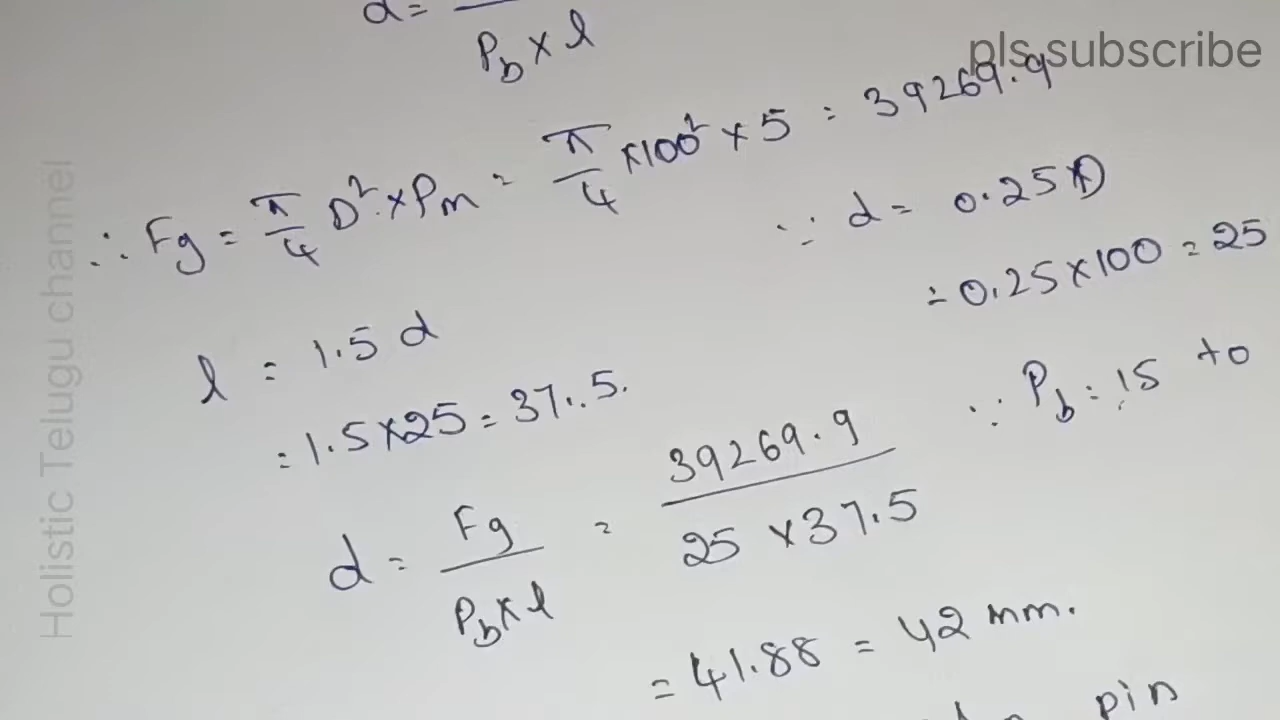 d =
Pb × l
pls subscribe
∴ Fg = π/4 D² × Pm = π/4 × 100² × 5 = 39269.9
∵ d = 0.25 D
= 0.25 × 100 = 25
l = 1.5 d
= 1.5 × 25 = 37.5.
∵ Pb = 15 to
d = Fg / Pb × l = 39269.9 / 25 × 37.5
= 41.88 = 42 mm.
pin
Holistic Telugu channel